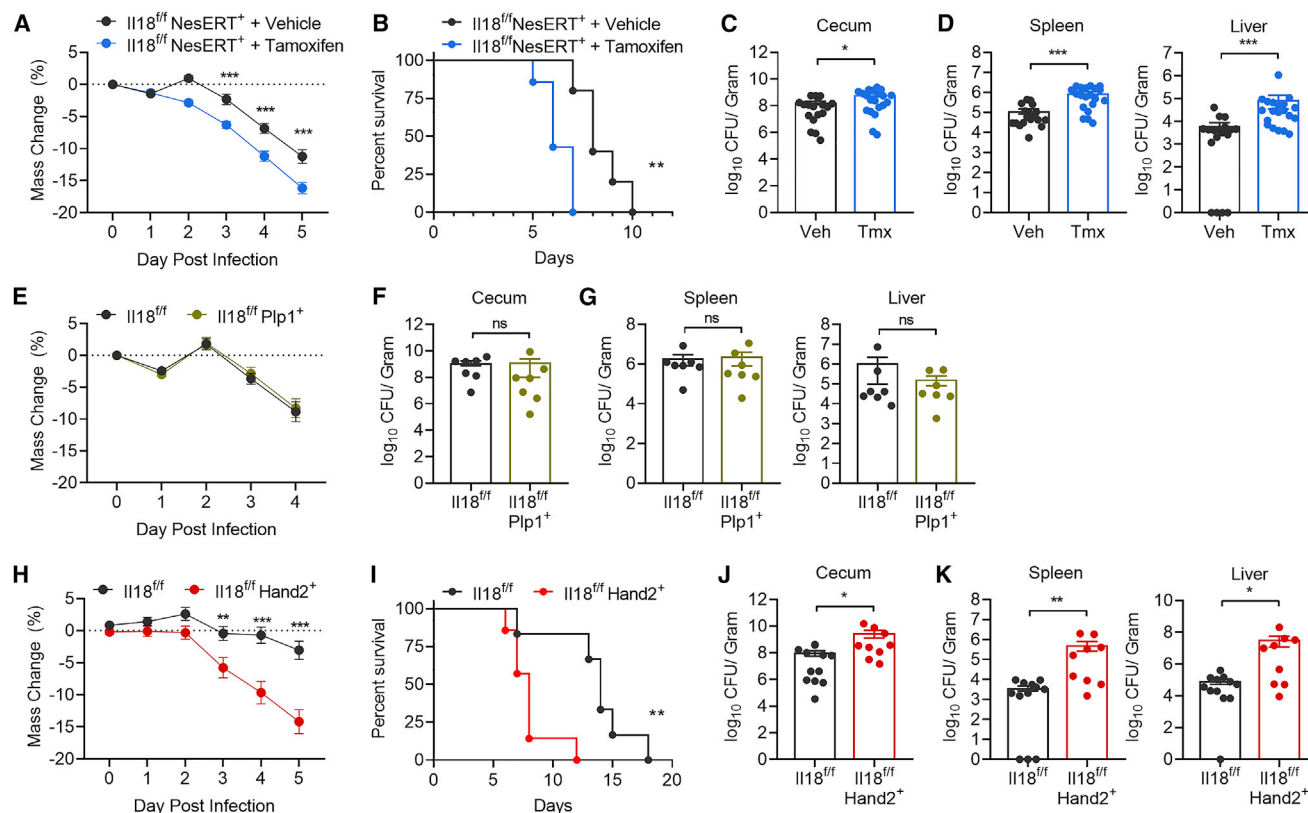 A
Il18f/f NesERT+ + Vehicle
Il18f/f NesERT+ + Tamoxifen
Mass Change (%)
5
0
-5
-10
-15
-20
***
***
***
0 1 2 3 4 5
Day Post Infection
B
Il18f/f NesERT+ + Vehicle
Il18f/f NesERT+ + Tamoxifen
Percent survival
100
75
50
25
0
**
0 5 10
Days
C
Cecum
log10 CFU/ Gram
12
10
8
6
4
2
0
*
Veh Tmx
D
Spleen
log10 CFU/ Gram
8
7
6
5
4
3
2
1
0
***
Veh Tmx
Liver
log10 CFU/ Gram
7
6
5
4
3
2
1
0
***
Veh Tmx
E
Il18f/f Il18f/f Plp1+
Mass Change (%)
5
0
-5
-10
-15
-20
0 1 2 3 4
Day Post Infection
F
Cecum
log10 CFU/ Gram
12
10
8
6
4
2
0
ns
Il18f/f Il18f/f
Plp1+
G
Spleen
log10 CFU/ Gram
8
6
4
2
0
ns
Il18f/f Il18f/f
Plp1+
Liver
log10 CFU/ Gram
8
7
6
5
4
3
2
1
0
ns
Il18f/f Il18f/f
Plp1+
H
Il18f/f Il18f/f Hand2+
Mass Change (%)
5
0
-5
-10
-15
-20
**
***
***
0 1 2 3 4 5
Day Post Infection
I
Il18f/f Il18f/f Hand2+
Percent survival
100
75
50
25
0
**
0 5 10 15 20
Days
J
Cecum
log10 CFU/ Gram
12
10
8
6
4
2
0
*
Il18f/f Il18f/f
Hand2+
K
Spleen
log10 CFU/ Gram
8
7
6
5
4
3
2
1
0
**
Il18f/f Il18f/f
Hand2+
Liver
log10 CFU/ Gram
10
8
6
4
2
0
*
Il18f/f Il18f/f
Hand2+